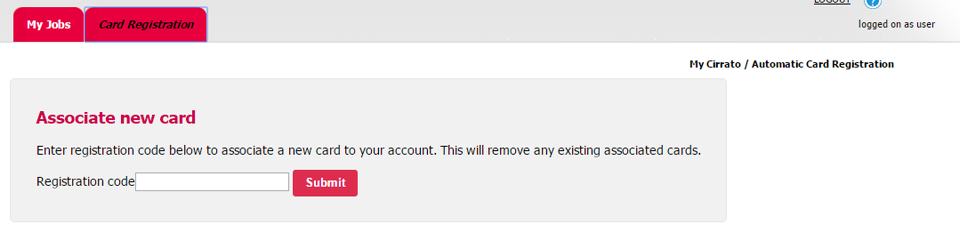 LOGOUT
My Jobs Card Registration
logged on as user
My Cirrato / Automatic Card Registration
Associate new card
Enter registration code below to associate a new card to your account. This will remove any existing associated cards.
Registration code Submit